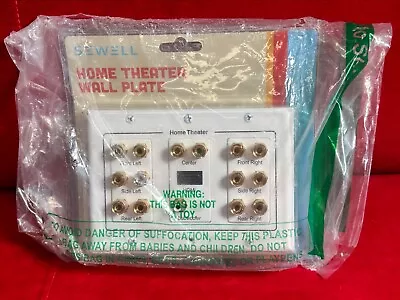 SEWELL
HOME THEATER
WALL PLATE
Home Theater
Front Left
Center
Front Right
Side Left
Side Right
Rear Left
Rear Right
WARNING:
THIS BAG IS NOT
A TOY.
TO AVOID DANGER OF SUFFOCATION, KEEP THIS PLASTIC
BAG AWAY FROM BABIES AND CHILDREN. DO NOT